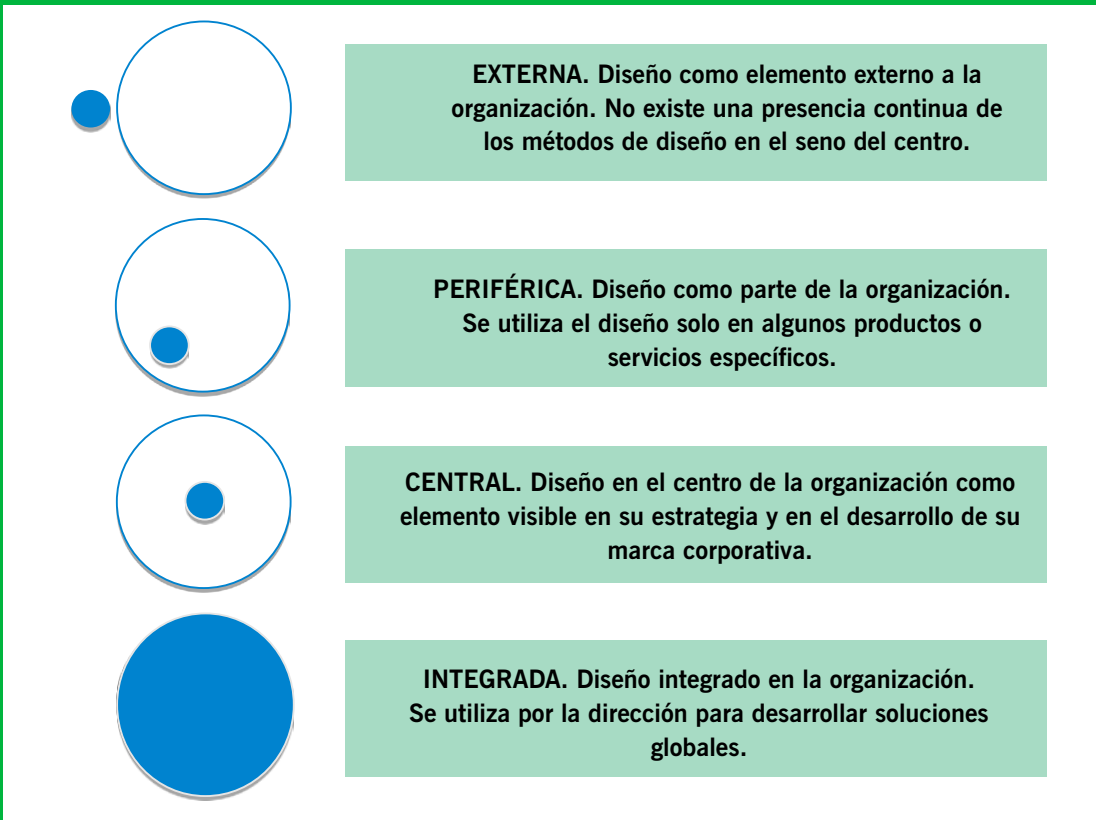 EXTERNA. Diseño como elemento externo a la
organización. No existe una presencia continua de
los métodos de diseño en el seno del centro.
PERIFÉRICA. Diseño como parte de la organización.
Se utiliza el diseño solo en algunos productos o
servicios específicos.
CENTRAL. Diseño en el centro de la organización como
elemento visible en su estrategia y en el desarrollo de su
marca corporativa.
INTEGRADA. Diseño integrado en la organización.
Se utiliza por la dirección para desarrollar soluciones
globales.